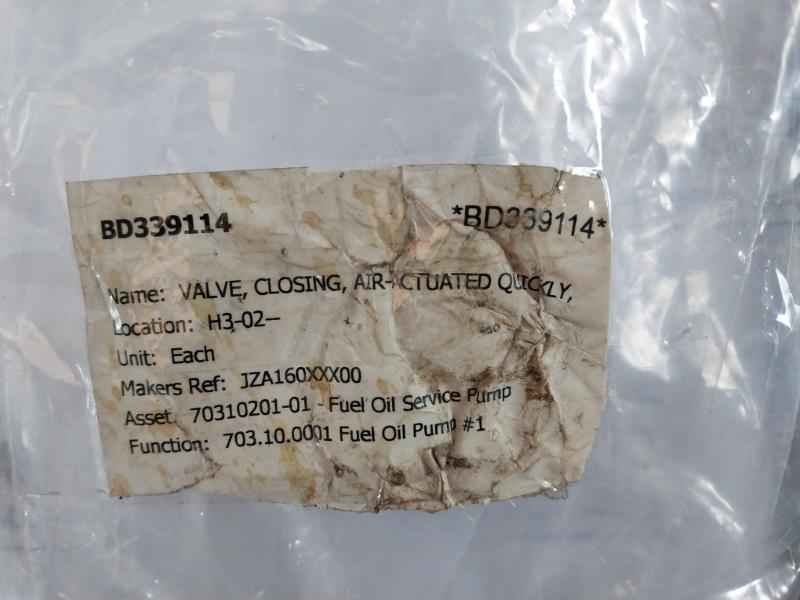 BD339114 *BD339114*
Name: VALVE, CLOSING, AIR-ACTUATED QUICKLY,
Location: H3-02--
Unit: Each
Makers Ref: JZA160XXX00
Asset 70310201-01 - Fuel Oil Service Pump
Function: 703.10.0001 Fuel Oil Pump #1